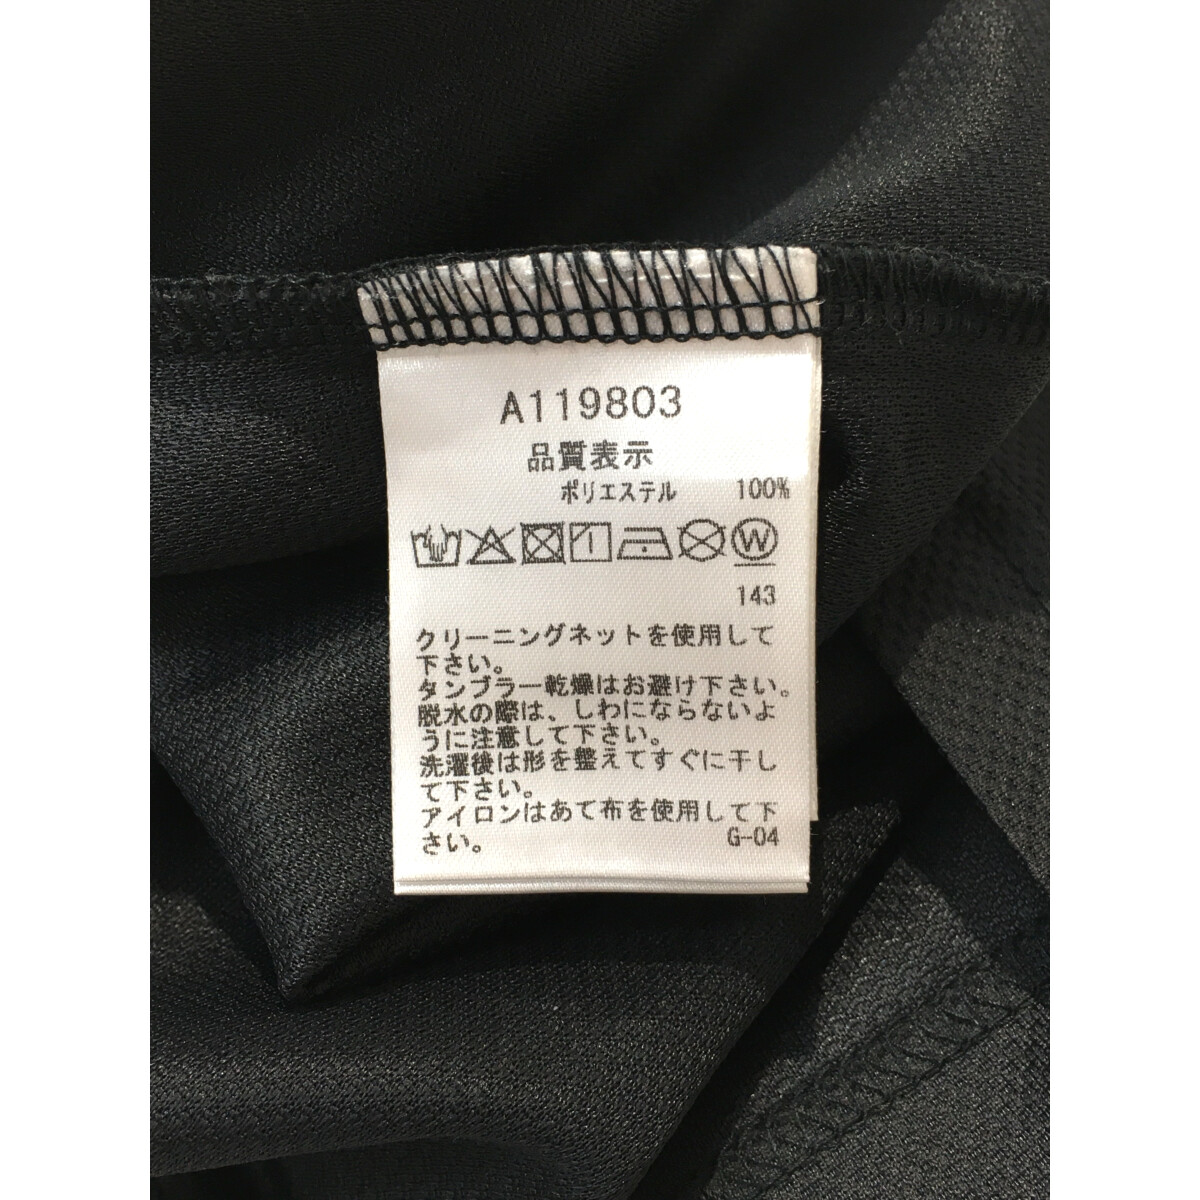 A119803
品質表示
ポリエステル 100%
W
143
クリーニングネットを使用して
下さい。
タンブラー乾燥はお避け下さい。
脱水の際は、しわにならないよ
うに注意して下さい。
洗濯後は形を整えてすぐに干し
て下さい。
アイロンはあて布を使用して下
さい。 G-04